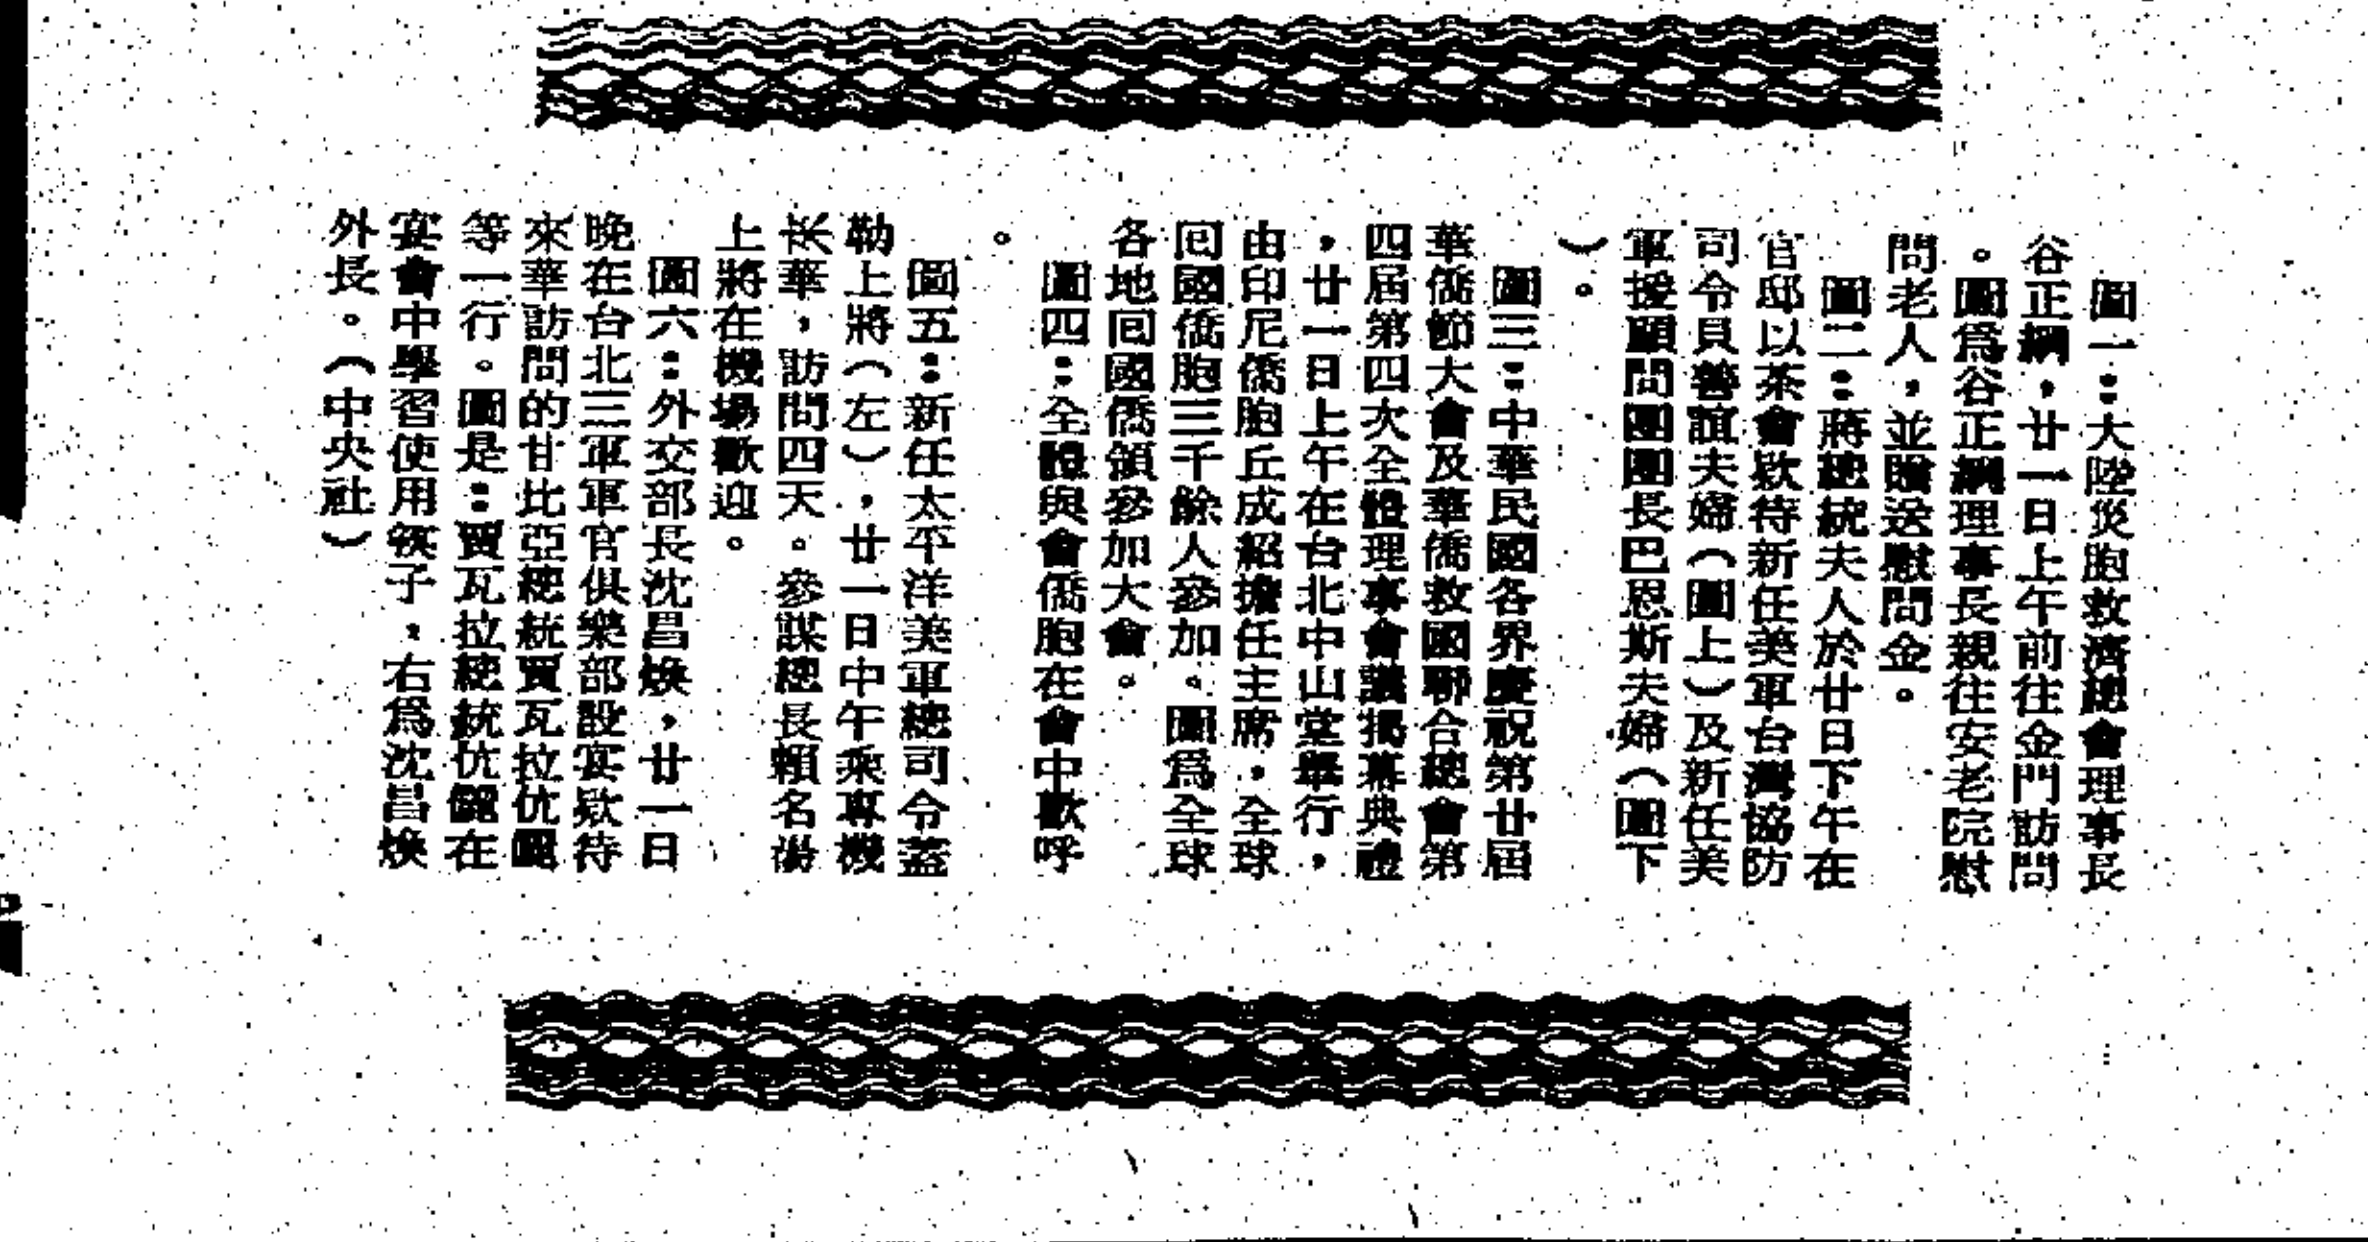 圖一：大陸災胞救濟總會理事長
谷正綱，廿一日上午前往金門訪問
。圖爲谷正綱理事長親往安老院慰
問老人，並贈送慰問金。
圖二：蔣總統夫人於廿日下午在
官邸以茶會欵待新任美軍台灣協防
司令貝善誼夫婦（圖上）及新任美
軍援顧問團團長巴恩斯夫婦（圖下
）。
圖三：中華民國各界慶祝第廿屆
華僑節大會及華僑救國聯合總會第
四屆第四次全體理事會議揭幕典禮
，廿一日上午在台北中山堂舉行，
由印尼僑胞丘成紹擔任主席，全球
囘國僑胞三千餘人參加。圖爲全球
各地囘國僑領參加大會。
圖四：全體與會僑胞在會中歡呼
。
圖五：新任太平洋美軍總司令蓋
勒上將（左），廿一日中午乘專機
來華，訪問四天。參謀總長賴名湯
上將在機場歡迎。
圖六：外交部長沈昌煥，廿一日
晚在台北三軍軍官俱樂部設宴欵待
來華訪問的甘比亞總統賈瓦拉伉儷
等一行。圖是：賈瓦拉總統伉儷在
宴會中學習使用筷子，右爲沈昌煥
外長。（中央社）